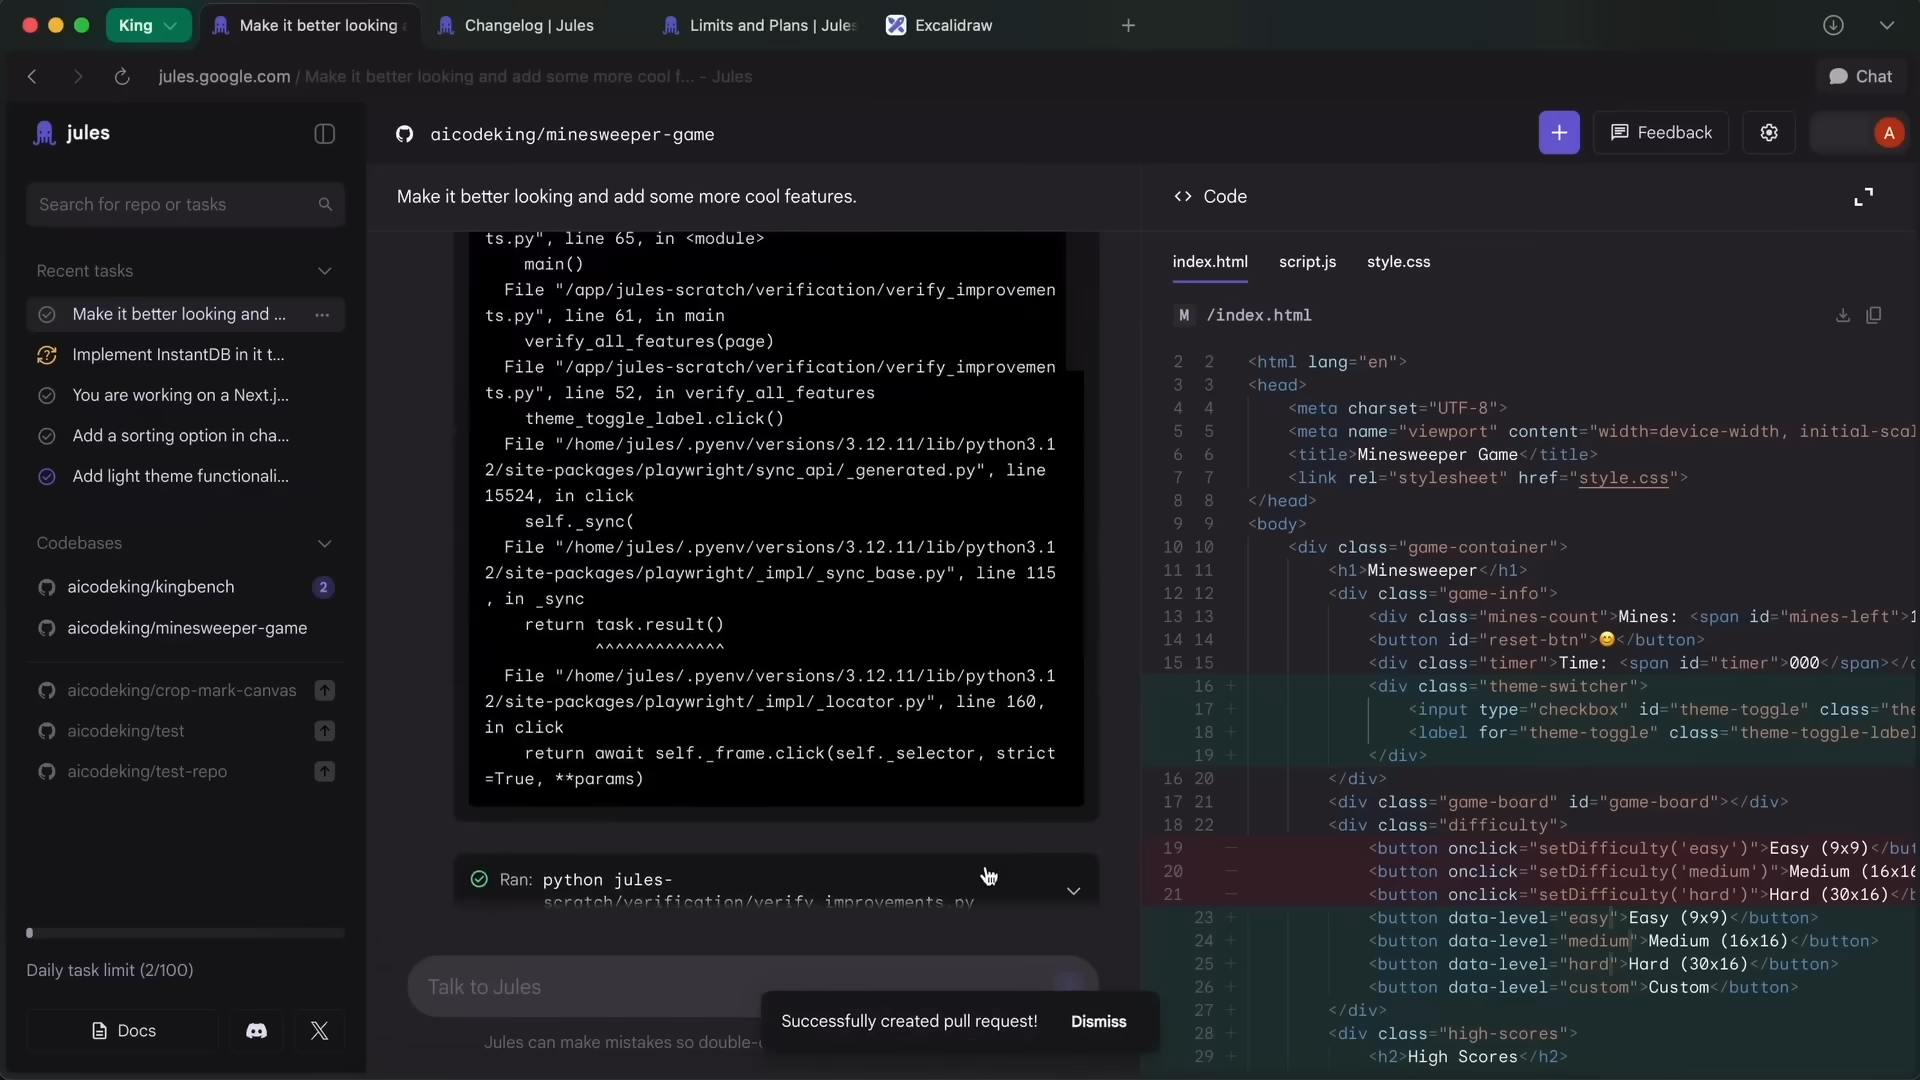 King
Make it better looking
Changelog | Jules
Limits and Plans | Jules
Excalidraw
jules.google.com / Make it better looking and add some more cool f... - Jules
Chat
jules
aicodeking/minesweeper-game
Feedback
A
Search for repo or tasks
Recent tasks
Make it better looking and ...
Implement InstantDB in it t...
You are working on a Next.j...
Add a sorting option in cha...
Add light theme functionali...
Codebases
aicodeking/kingbench
2
aicodeking/minesweeper-game
aicodeking/crop-mark-canvas
aicodeking/test
aicodeking/test-repo
Daily task limit (2/100)
Docs
Make it better looking and add some more cool features.
ts.py", line 65, in <module>
main()
File "/app/jules-scratch/verification/verify_improvemen
ts.py", line 61, in main
verify_all_features(page)
File "/app/jules-scratch/verification/verify_improvemen
ts.py", line 52, in verify_all_features
theme_toggle_label.click()
File "/home/jules/.pyenv/versions/3.12.11/lib/python3.1
2/site-packages/playwright/sync_api/_generated.py", line
15524, in click
self._sync(
File "/home/jules/.pyenv/versions/3.12.11/lib/python3.1
2/site-packages/playwright/_impl/_sync_base.py", line 115
, in _sync
return task.result()
^^^^^^^^^^^^^
File "/home/jules/.pyenv/versions/3.12.11/lib/python3.1
2/site-packages/playwright/_impl/_locator.py", line 160,
in click
return await self._frame.click(self._selector, strict
=True, **params)
Ran: python jules-
scratch/verification/verify_improvements.py
Talk to Jules
Successfully created pull request! Dismiss
Jules can make mistakes so double-
<> Code
index.html script.js style.css
M /index.html
2 2 <html lang="en">
3 3 <head>
4 4 <meta charset="UTF-8">
5 5 <meta name="viewport" content="width=device-width, initial-scal
6 6 <title>Minesweeper Game</title>
7 7 <link rel="stylesheet" href="style.css">
8 8 </head>
9 9 <body>
10 10 <div class="game-container">
11 11 <h1>Minesweeper</h1>
12 12 <div class="game-info">
13 13 <div class="mines-count">Mines: <span id="mines-left">1
14 14 <button id="reset-btn">😊</button>
15 15 <div class="timer">Time: <span id="timer">000</span></
16 + <div class="theme-switcher">
17 + <input type="checkbox" id="theme-toggle" class="the
18 + <label for="theme-toggle" class="theme-toggle-label
19 + </div>
16 20 </div>
17 21 <div class="game-board" id="game-board"></div>
18 22 <div class="difficulty">
19 − <button onclick="setDifficulty('easy')">Easy (9x9)</but
20 − <button onclick="setDifficulty('medium')">Medium (16x16
21 − <button onclick="setDifficulty('hard')">Hard (30x16)</b
23 + <button data-level="easy">Easy (9x9)</button>
24 + <button data-level="medium">Medium (16x16)</button>
25 + <button data-level="hard">Hard (30x16)</button>
26 + <button data-level="custom">Custom</button>
27 + </div>
28 + <div class="high-scores">
29 + <h2>High Scores</h2>